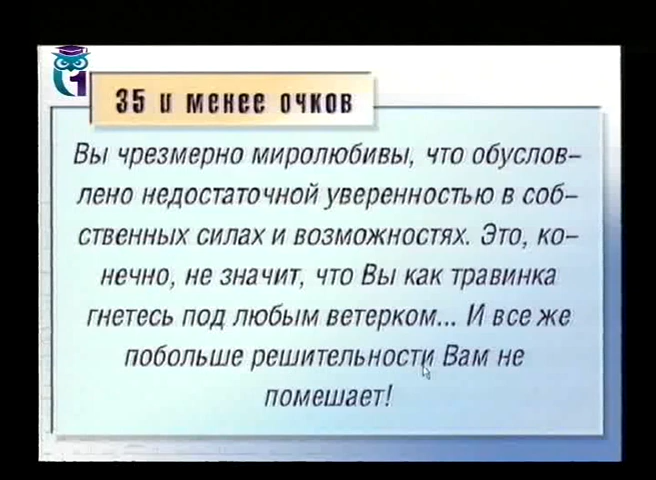 1
35 и менее очков
Вы чрезмерно миролюбивы, что обуслов-
лено недостаточной уверенностью в соб-
ственных силах и возможностях. Это, ко-
нечно, не значит, что Вы как травинка
гнетесь под любым ветерком... И все же
побольше решительности Вам не
помешает!